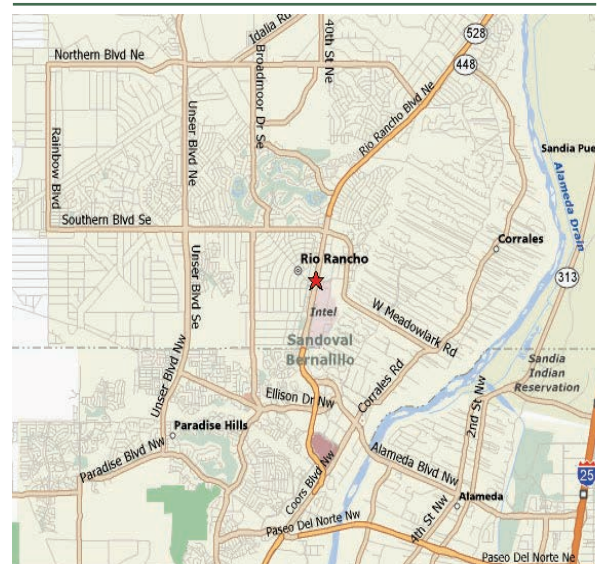 Idalia Rd
40th St Ne
528
Northern Blvd Ne
Broadmoor Dr Se
448
Unser Blvd Ne
Rio Rancho Blvd Ne
Rainbow Blvd
Sandia Pue
Alameda Drain
Southern Blvd Se
Corrales
Unser Blvd Se
Rio Rancho
313
Intel
W Meadowlark Rd
Sandoval
Bernalillo
Sandia
Indian
Reservation
Unser Blvd Nw
Ellison Dr Nw
Corrales Rd
2nd St Nw
Paradise Hills
Paradise Blvd Nw
Coors Blvd Nw
Alameda Blvd Nw
25
4th St Nw
Alameda
Paseo Del Norte Nw
Paseo Del Norte Ne